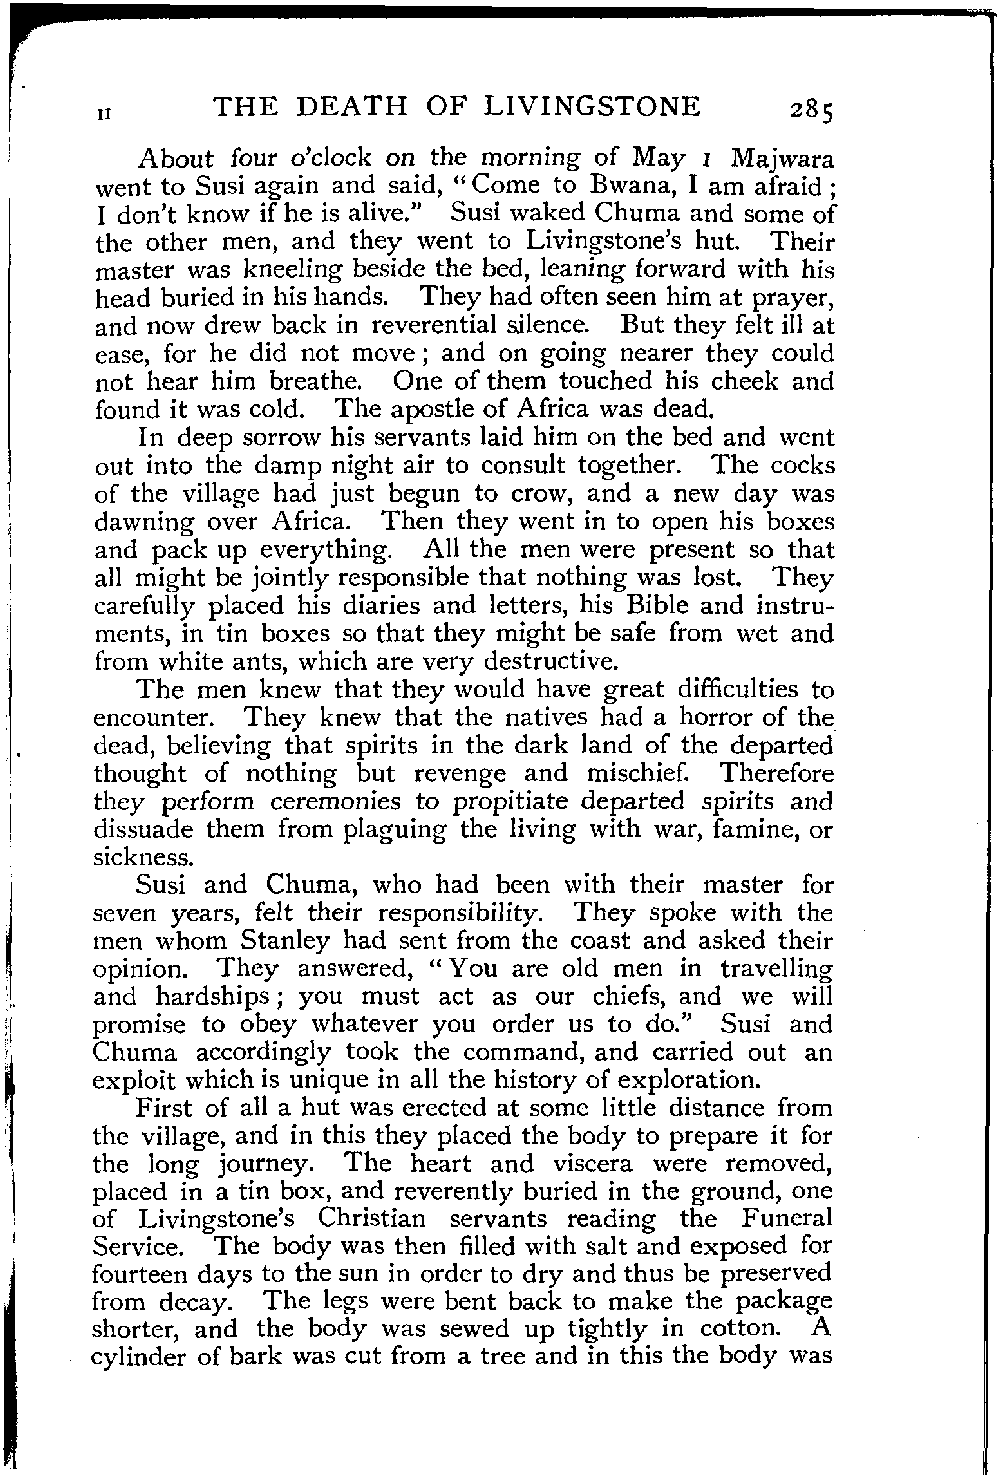 II THE DEATH OF LIVINGSTONE 285
About four o'clock on the morning of May 1 Majwara
went to Susi again and said, "Come to Bwana, I am afraid ;
I don't know if he is alive." Susi waked Chuma and some of
the other men, and they went to Livingstone's hut. Their
master was kneeling beside the bed, leaning forward with his
head buried in his hands. They had often seen him at prayer,
and now drew back in reverential silence. But they felt ill at
ease, for he did not move ; and on going nearer they could
not hear him breathe. One of them touched his cheek and
found it was cold. The apostle of Africa was dead.
In deep sorrow his servants laid him on the bed and went
out into the damp night air to consult together. The cocks
of the village had just begun to crow, and a new day was
dawning over Africa. Then they went in to open his boxes
and pack up everything. All the men were present so that
all might be jointly responsible that nothing was lost. They
carefully placed his diaries and letters, his Bible and instru-
ments, in tin boxes so that they might be safe from wet and
from white ants, which are very destructive.
The men knew that they would have great difficulties to
encounter. They knew that the natives had a horror of the
dead, believing that spirits in the dark land of the departed
thought of nothing but revenge and mischief. Therefore
they perform ceremonies to propitiate departed spirits and
dissuade them from plaguing the living with war, famine, or
sickness.
Susi and Chuma, who had been with their master for
seven years, felt their responsibility. They spoke with the
men whom Stanley had sent from the coast and asked their
opinion. They answered, "You are old men in travelling
and hardships ; you must act as our chiefs, and we will
promise to obey whatever you order us to do." Susi and
Chuma accordingly took the command, and carried out an
exploit which is unique in all the history of exploration.
First of all a hut was erected at some little distance from
the village, and in this they placed the body to prepare it for
the long journey. The heart and viscera were removed,
placed in a tin box, and reverently buried in the ground, one
of Livingstone's Christian servants reading the Funeral
Service. The body was then filled with salt and exposed for
fourteen days to the sun in order to dry and thus be preserved
from decay. The legs were bent back to make the package
shorter, and the body was sewed up tightly in cotton. A
cylinder of bark was cut from a tree and in this the body was